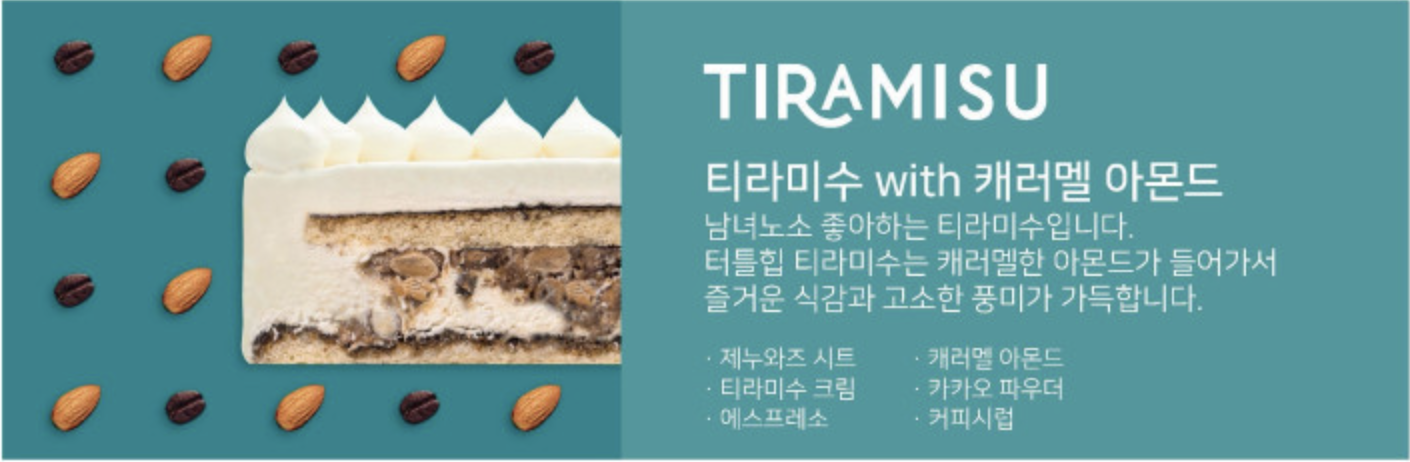 TIRAMISU
티라미수 with 캐러멜 아몬드
남녀노소 좋아하는 티라미수입니다.
터틀힙 티라미수는 캐러멜한 아몬드가 들어가서
즐거운 식감과 고소한 풍미가 가득합니다.
· 제누와즈 시트
· 티라미수 크림
· 에스프레소
· 캐러멜 아몬드
· 카카오 파우더
· 커피시럽